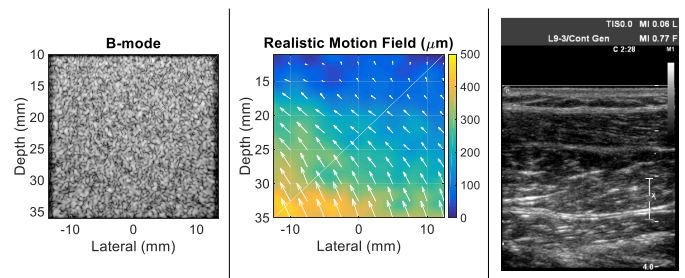 B-mode
10
15
20
25
30
35
-10 0 10
Depth (mm)
Lateral (mm)
Realistic Motion Field (μm)
15
20
25
30
35
-10 0 10
Depth (mm)
Lateral (mm)
500
400
300
200
100
0
TIS0.0 MI 0.06 L
L9-3/Cont Gen MI 0.77 F
C 2:28 M1
X
4.0